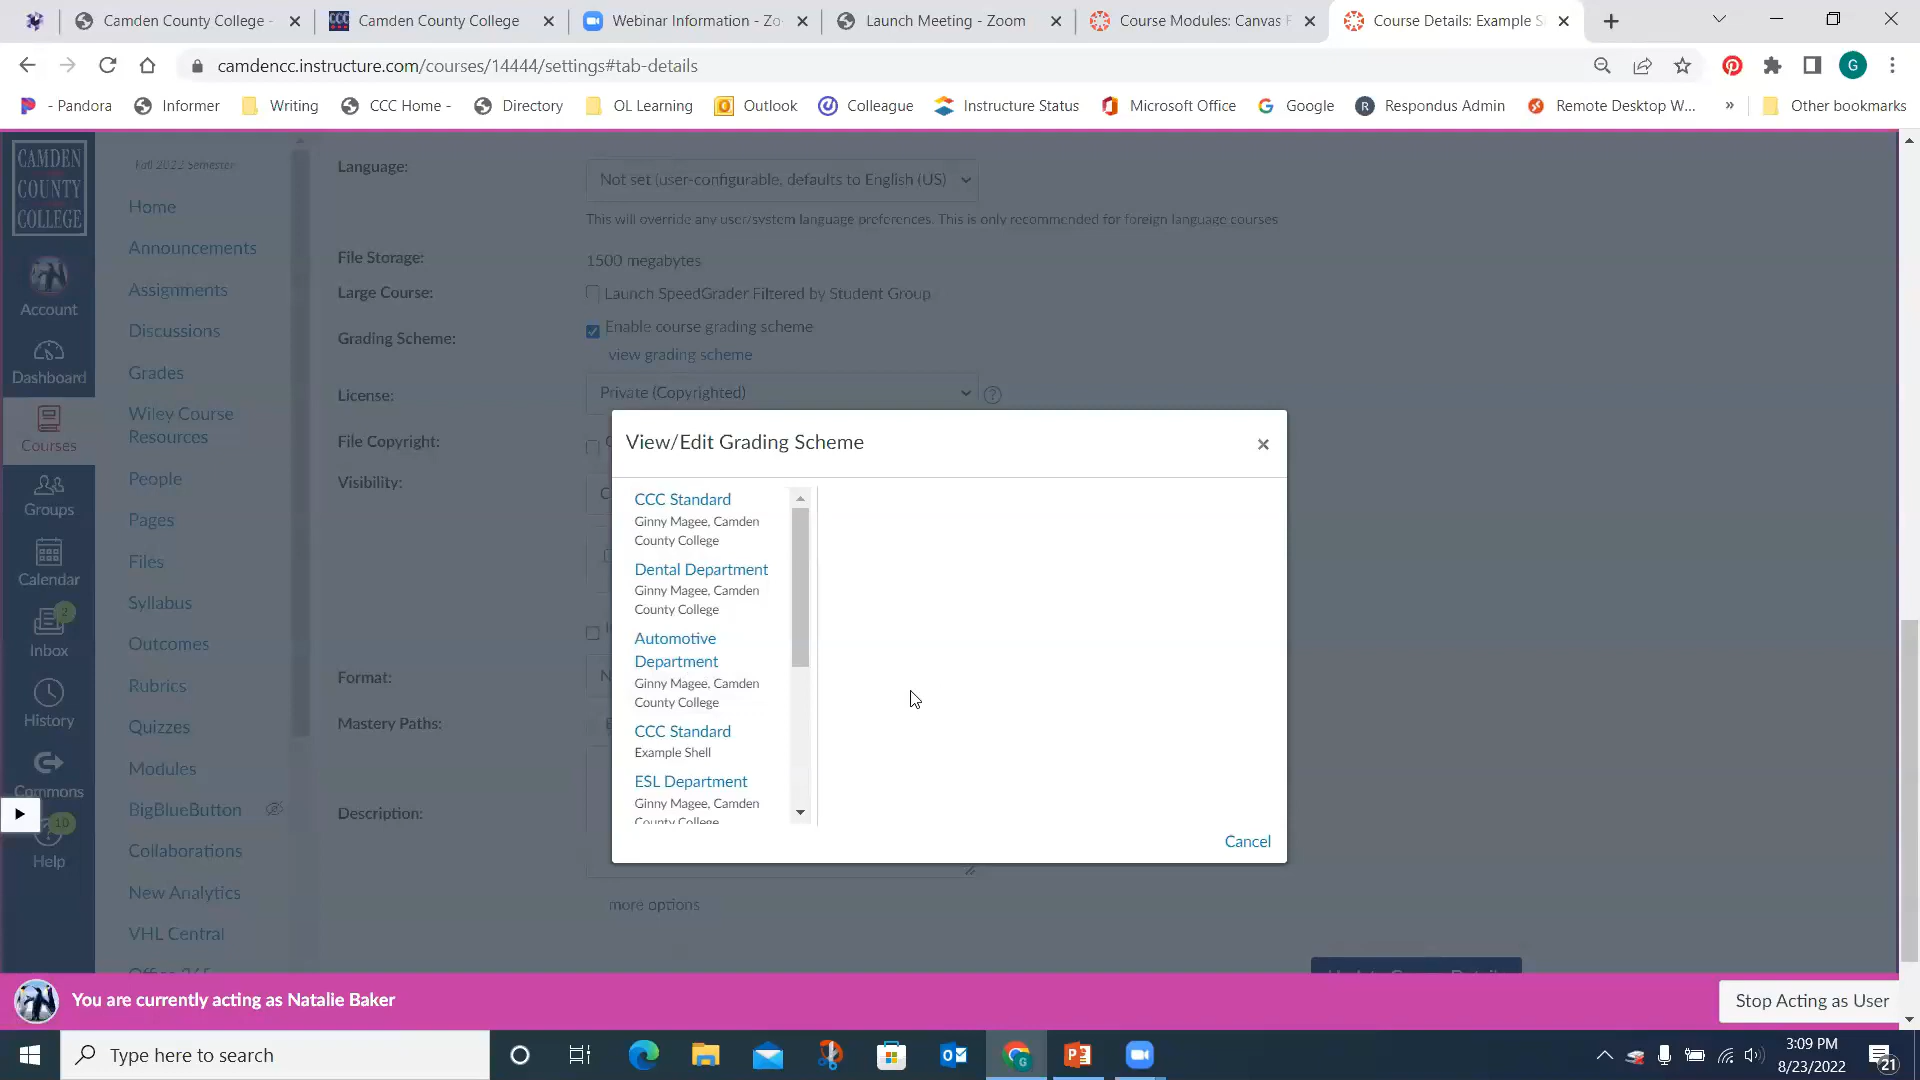 Camden County College -
Camden County College
Webinar Information - Zo
Launch Meeting - Zoom
Course Modules: Canvas F
Course Details: Example S
camdencc.instructure.com/courses/14444/settings#tab-details
G
- Pandora
Informer
Writing
CCC Home -
Directory
OL Learning
Outlook
Colleague
Instructure Status
Microsoft Office
Google
Respondus Admin
Remote Desktop W...
»
Other bookmarks
CAMDEN
COUNTY
COLLEGE
Account
Dashboard
Courses
Groups
Calendar
2
Inbox
History
Commons
10
Help
Fall 2022 Semester
Home
Announcements
Assignments
Discussions
Grades
Wiley Course
Resources
People
Pages
Files
Syllabus
Outcomes
Rubrics
Quizzes
Modules
BigBlueButton
Collaborations
New Analytics
VHL Central
Office 365
Language:
Not set (user-configurable, defaults to English (US)
This will override any user/system language preferences. This is only recommended for foreign language courses
File Storage:
1500 megabytes
Large Course:
Launch SpeedGrader Filtered by Student Group
Grading Scheme:
Enable course grading scheme
view grading scheme
License:
Private (Copyrighted)
File Copyright:
Visibility:
Format:
Mastery Paths:
Description:
more options
View/Edit Grading Scheme
CCC Standard
Ginny Magee, Camden
County College
Dental Department
Ginny Magee, Camden
County College
Automotive
Department
Ginny Magee, Camden
County College
CCC Standard
Example Shell
ESL Department
Ginny Magee, Camden
County College
Cancel
Update Course Details
You are currently acting as Natalie Baker
Stop Acting as User
Type here to search
3:09 PM
8/23/2022
21